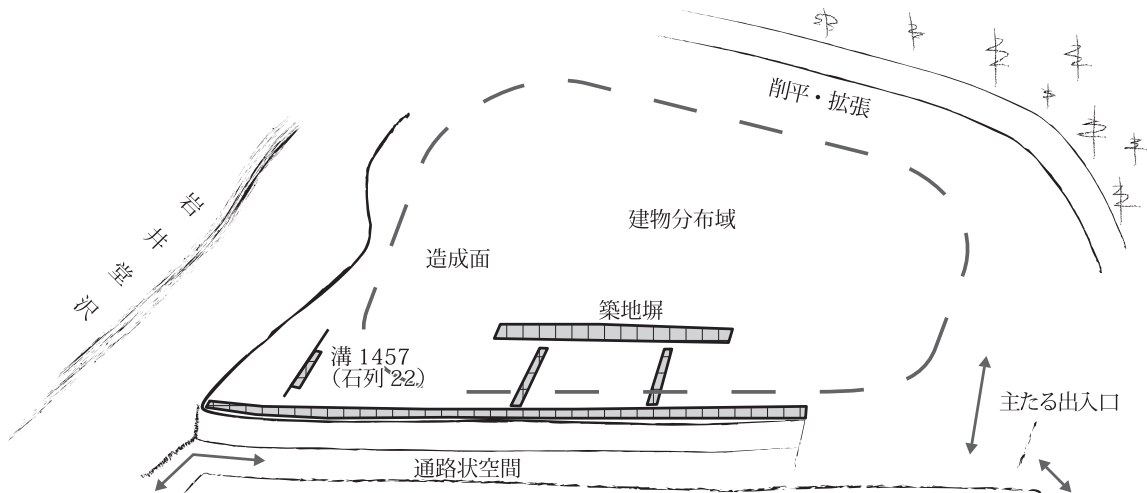 削平・拡張
岩井堂沢
建物分布域
造成面
築地塀
溝 1457
（石列 22）
主たる出入口
通路状空間